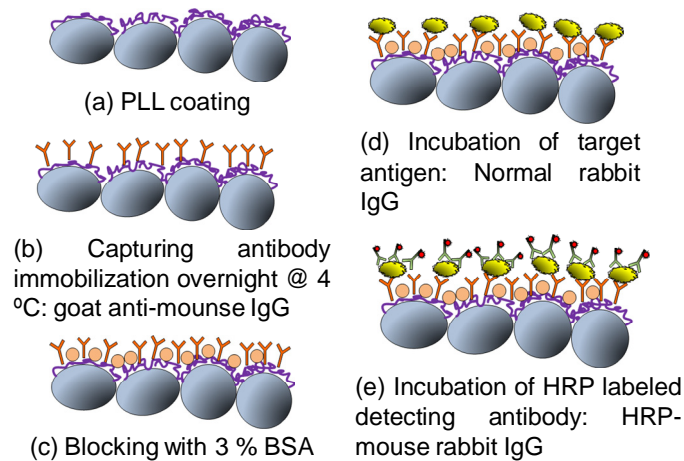 (a) PLL coating
(b) Capturing antibody
immobilization overnight @ 4
ºC: goat anti-mounse IgG
(c) Blocking with 3 % BSA
(d) Incubation of target
antigen: Normal rabbit
IgG
(e) Incubation of HRP labeled
detecting antibody: HRP-
mouse rabbit IgG